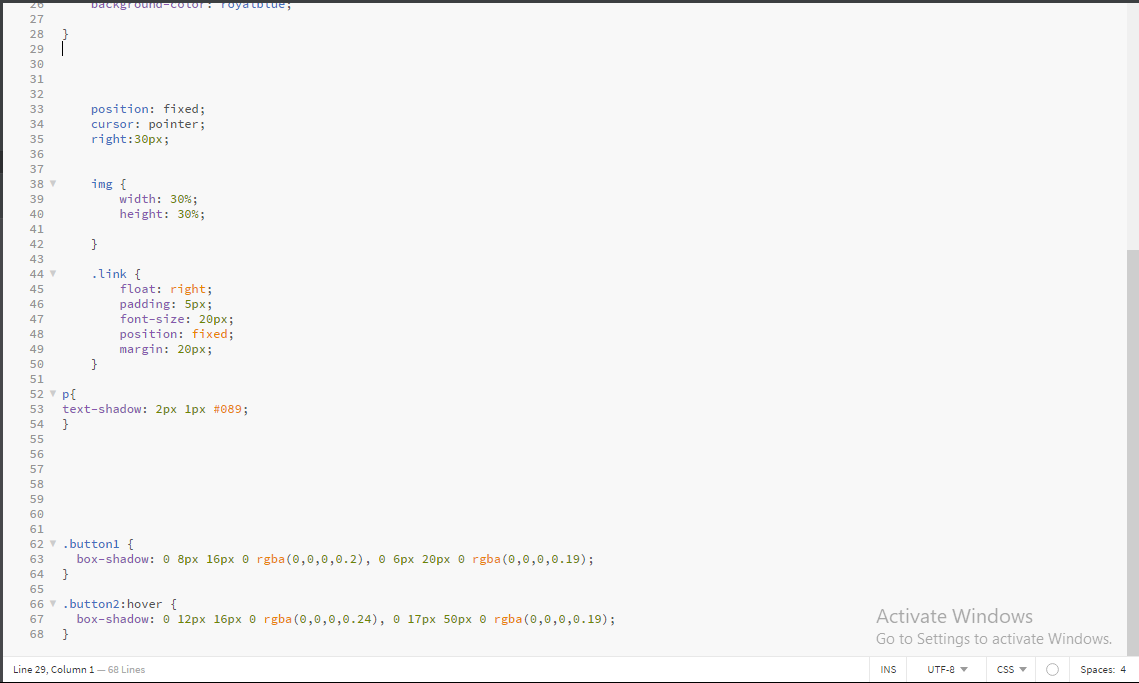 26 background-color: royalblue;
27
28 }
29
30
31
32
33 position: fixed;
34 cursor: pointer;
35 right:30px;
36
37
38 img {
39 width: 30%;
40 height: 30%;
41
42 }
43
44 .link {
45 float: right;
46 padding: 5px;
47 font-size: 20px;
48 position: fixed;
49 margin: 20px;
50 }
51
52 p{
53 text-shadow: 2px 1px #089;
54 }
55
56
57
58
59
60
61
62 .button1 {
63 box-shadow: 0 8px 16px 0 rgba(0,0,0,0.2), 0 6px 20px 0 rgba(0,0,0,0.19);
64 }
65
66 .button2:hover {
67 box-shadow: 0 12px 16px 0 rgba(0,0,0,0.24), 0 17px 50px 0 rgba(0,0,0,0.19);
68 }
Activate Windows
Go to Settings to activate Windows.
Line 29, Column 1 — 68 Lines INS UTF-8 CSS Spaces: 4